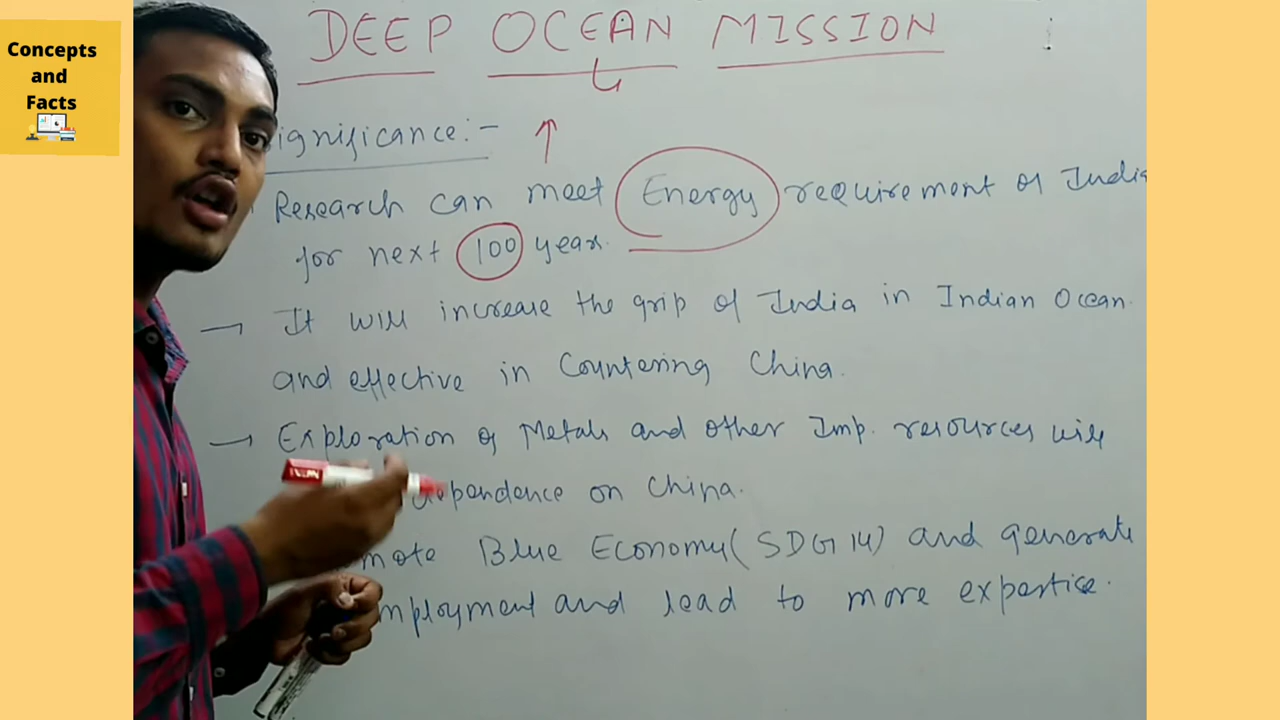 Concepts
and
Facts
DEEP OCEAN MISSION
ignificance:-
Research can meet Energy requirement of India
for next 100 year.
→ It will increase the grip of India in Indian Ocean.
and effective in Countering China.
→ Exploration of Metals and other Imp. resources will
dependence on China.
mote Blue Economy (SDG 14) and generate
mployment and lead to more expertice.